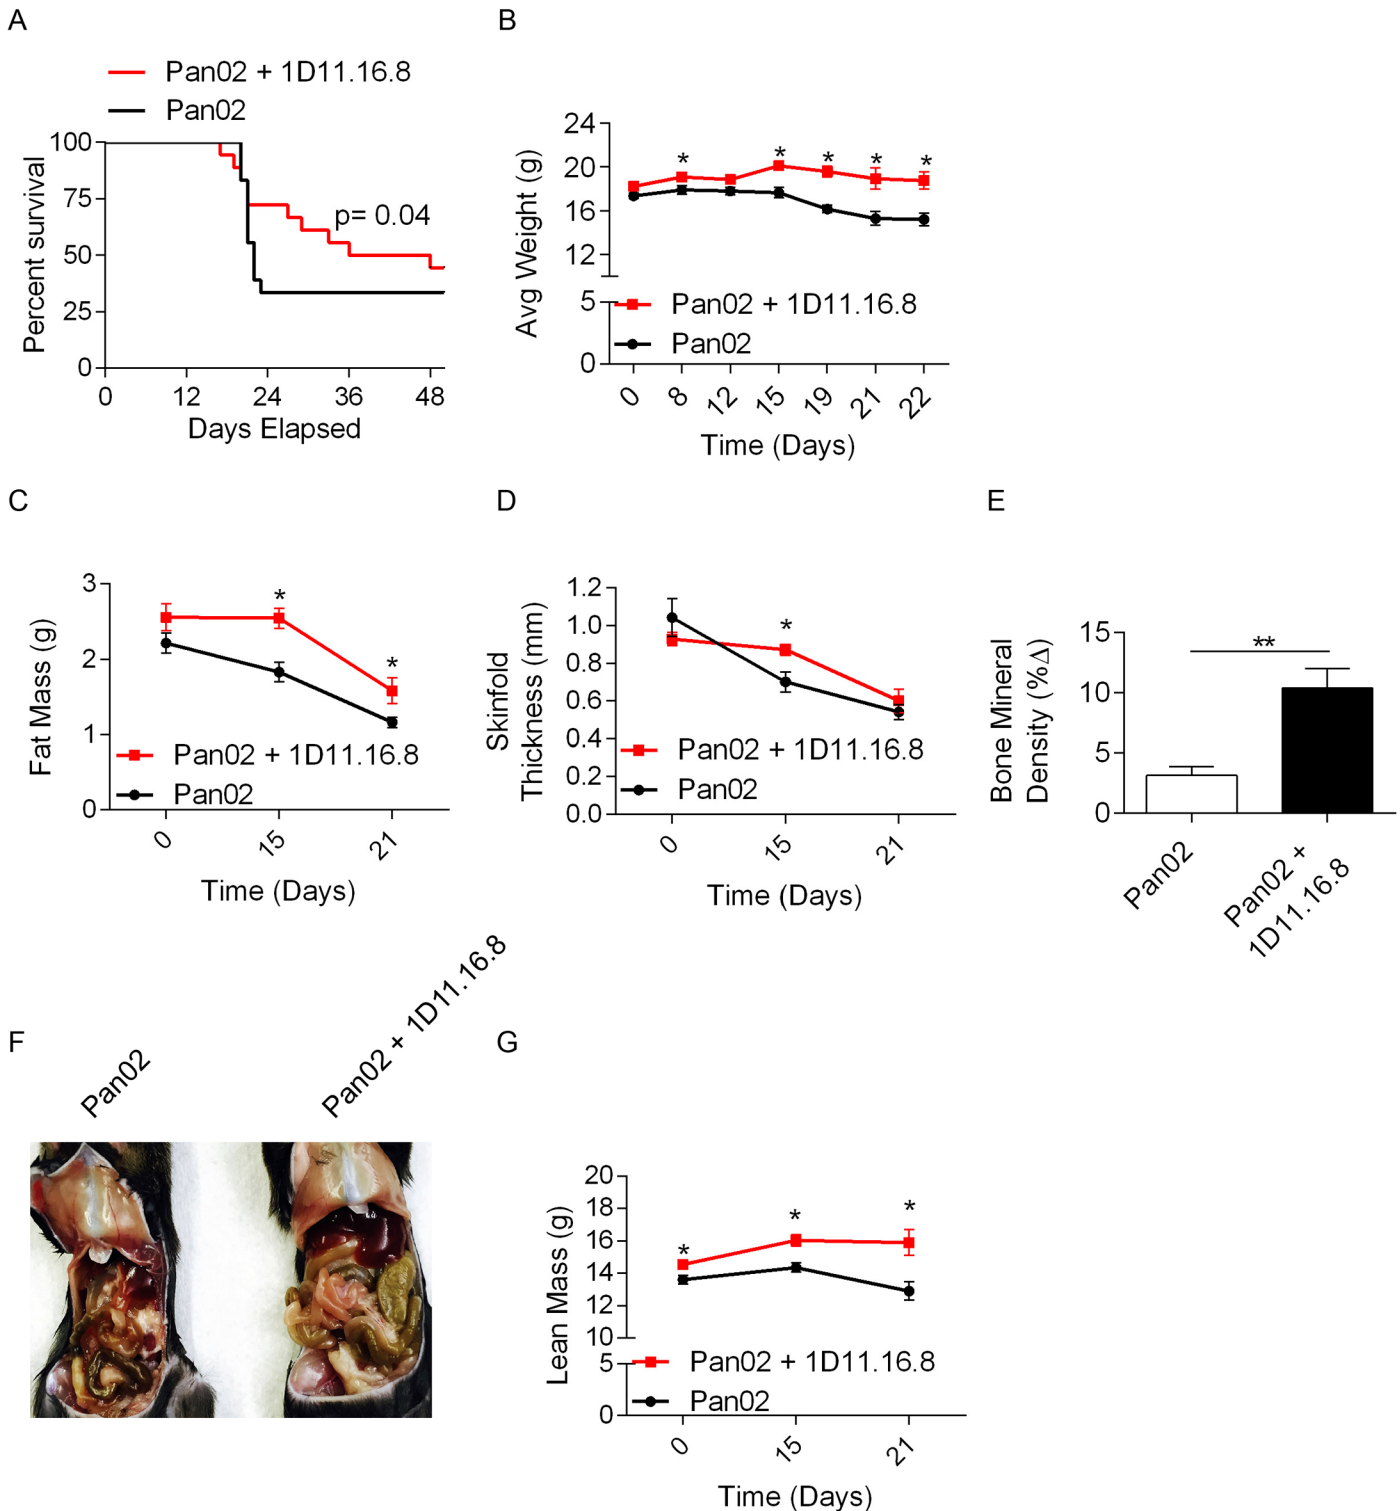 A
Pan02 + 1D11.16.8
Pan02
100
75
50
25
0
Percent survival
p= 0.04
0 12 24 36 48
Days Elapsed
B
24
20
16
12
5
0
Avg Weight (g)
* * * * *
Pan02 + 1D11.16.8
Pan02
0 8 12 15 19 21 22
Time (Days)
C
3
2
1
0
Fat Mass (g)
* *
Pan02 + 1D11.16.8
Pan02
0 15 21
Time (Days)
D
1.2
1.0
0.8
0.6
0.4
0.2
0.0
Skinfold
Thickness (mm)
*
Pan02 + 1D11.16.8
Pan02
0 15 21
Time (Days)
E
15
10
5
0
Bone Mineral
Density (%Δ)
**
Pan02
Pan02 +
1D11.16.8
F
Pan02
Pan02 + 1D11.16.8
G
20
18
16
14
12
10
5
0
Lean Mass (g)
* * *
Pan02 + 1D11.16.8
Pan02
0 15 21
Time (Days)